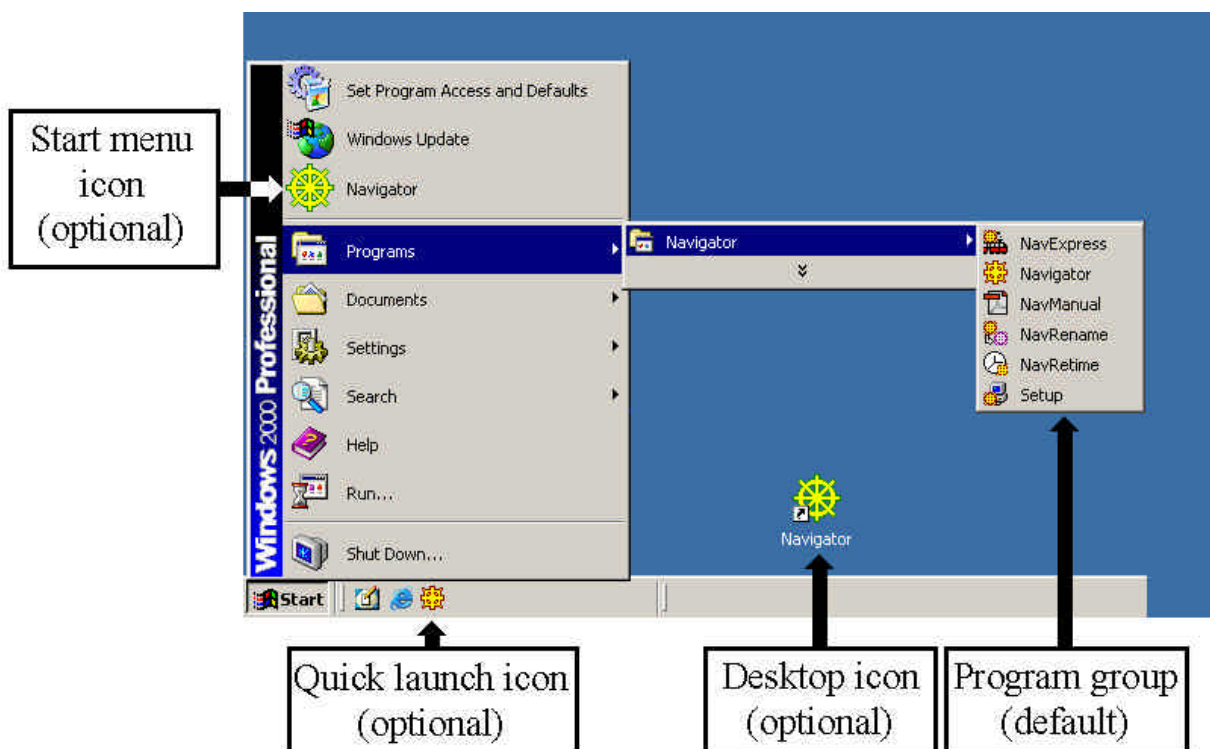 Set Program Access and Defaults
Windows Update
Navigator
Start menu
icon
(optional)
Programs
Navigator
NavExpress
Navigator
NavManual
NavRename
NavRetime
Setup
Documents
Settings
Search
Help
Run...
Shut Down...
Windows 2000 Professional
Navigator
Start
Quick launch icon
(optional)
Desktop icon
(optional)
Program group
(default)